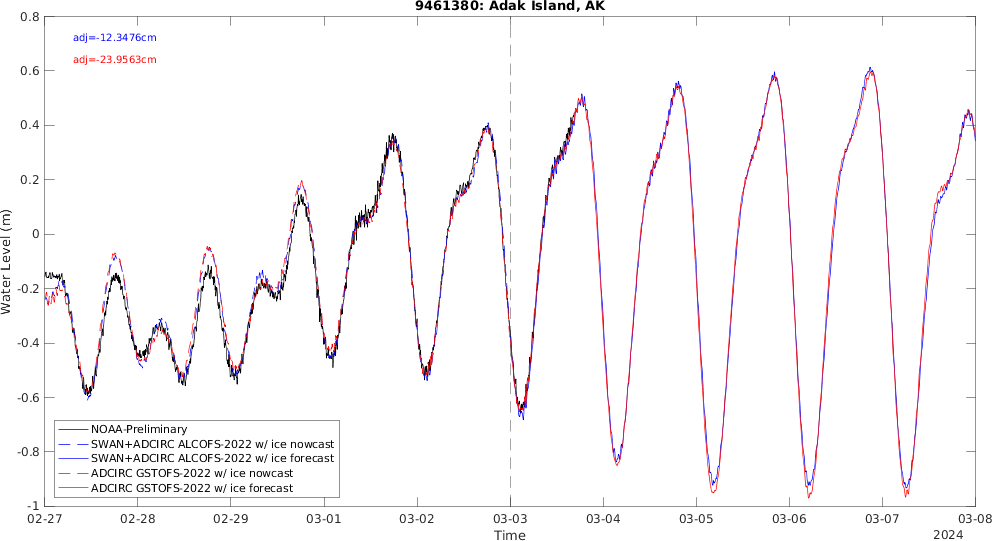 9461380: Adak Island, AK
adj=-12.3476cm
adj=-23.9563cm
0.8
0.6
0.4
0.2
0
-0.2
-0.4
-0.6
-0.8
-1
Water Level (m)
NOAA-Preliminary
SWAN+ADCIRC ALCOFS-2022 w/ ice nowcast
SWAN+ADCIRC ALCOFS-2022 w/ ice forecast
ADCIRC GSTOFS-2022 w/ ice nowcast
ADCIRC GSTOFS-2022 w/ ice forecast
02-27 02-28 02-29 03-01 03-02 03-03 03-04 03-05 03-06 03-07 03-08
Time
2024